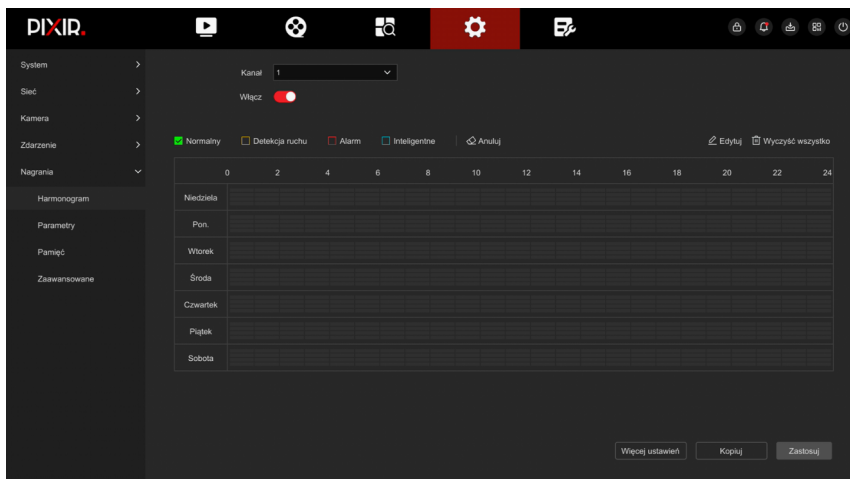 PIXIR.
System
Sieć
Kamera
Zdarzenie
Nagrania
Harmonogram
Parametry
Pamięć
Zaawansowane
Kanał 1
Włącz
Normalny Detekcja ruchu Alarm Inteligentne Anuluj Edytuj Wyczyść wszystko
0 2 4 6 8 10 12 14 16 18 20 22 24
Niedziela
Pon.
Wtorek
Środa
Czwartek
Piątek
Sobota
Więcej ustawień Kopiuj Zastosuj